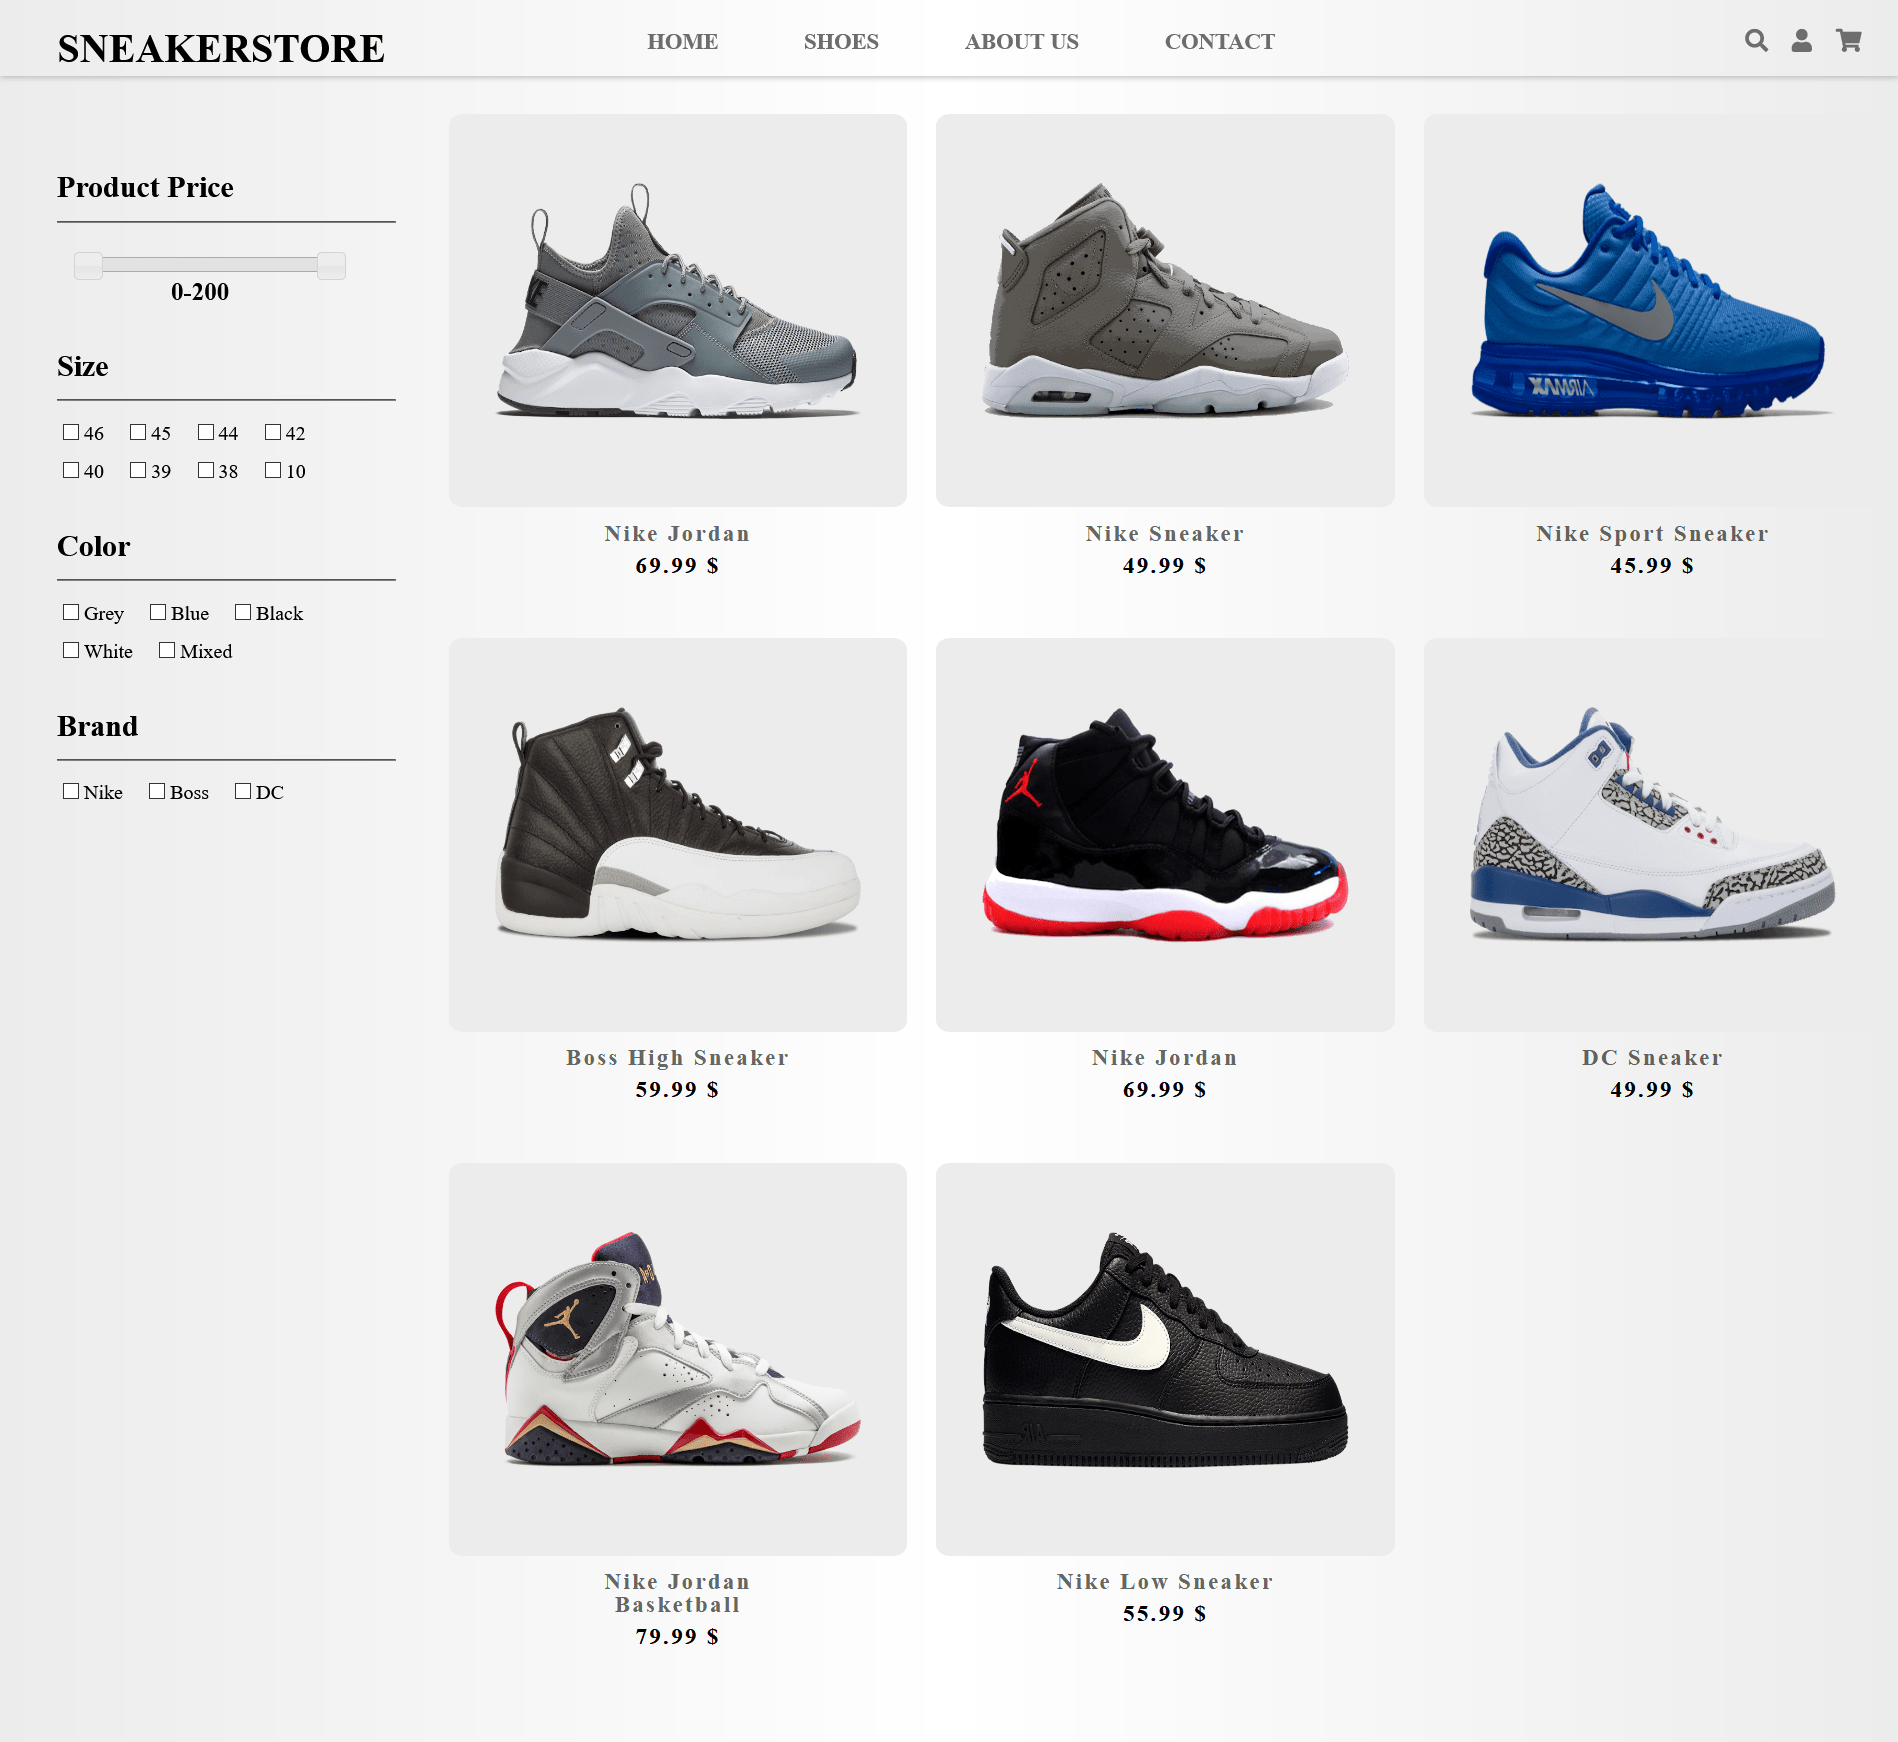 SNEAKERSTORE
HOME
SHOES
ABOUT US
CONTACT
Product Price
0-200
Size
46 45 44 42
40 39 38 10
Color
Grey Blue Black
White Mixed
Brand
Nike Boss DC
Nike Jordan
69.99 $
Nike Sneaker
49.99 $
AIRMAX
Nike Sport Sneaker
45.99 $
Boss High Sneaker
59.99 $
Nike Jordan
69.99 $
DC Sneaker
49.99 $
Nike Jordan
Basketball
79.99 $
AIR
Nike Low Sneaker
55.99 $